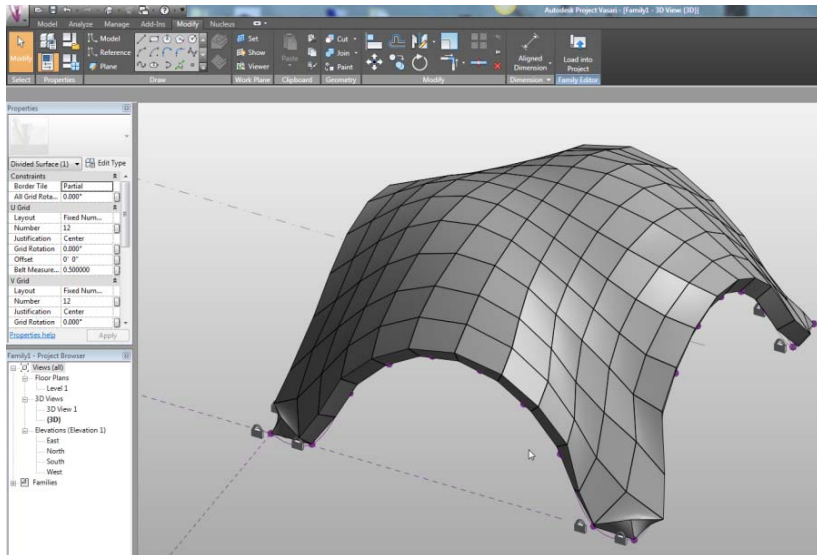 Autodesk Project Vasari - [Family1 - 3D View {3D}]
Model Analyze Manage Add-Ins Modify Nucleus
Modify
Model
Reference
Plane
Set
Show
Viewer
Paste
Cut
Join
Paint
Aligned Dimension
Load into Project
Select Properties Draw Work Plane Clipboard Geometry Modify Dimension Family Editor
Properties
Divided Surface (1) Edit Type
Constraints
Border Tile Partial
All Grid Rota... 0.000°
U Grid
Layout Fixed Num...
Number 12
Justification Center
Grid Rotation 0.000°
Offset 0' 0"
Belt Measure... 0.500000
V Grid
Layout Fixed Num...
Number 12
Justification Center
Grid Rotation 0.000°
Properties help Apply
Family1 - Project Browser
Views (all)
Floor Plans
Level 1
3D Views
3D View 1
{3D}
Elevations (Elevation 1)
East
North
South
West
Families